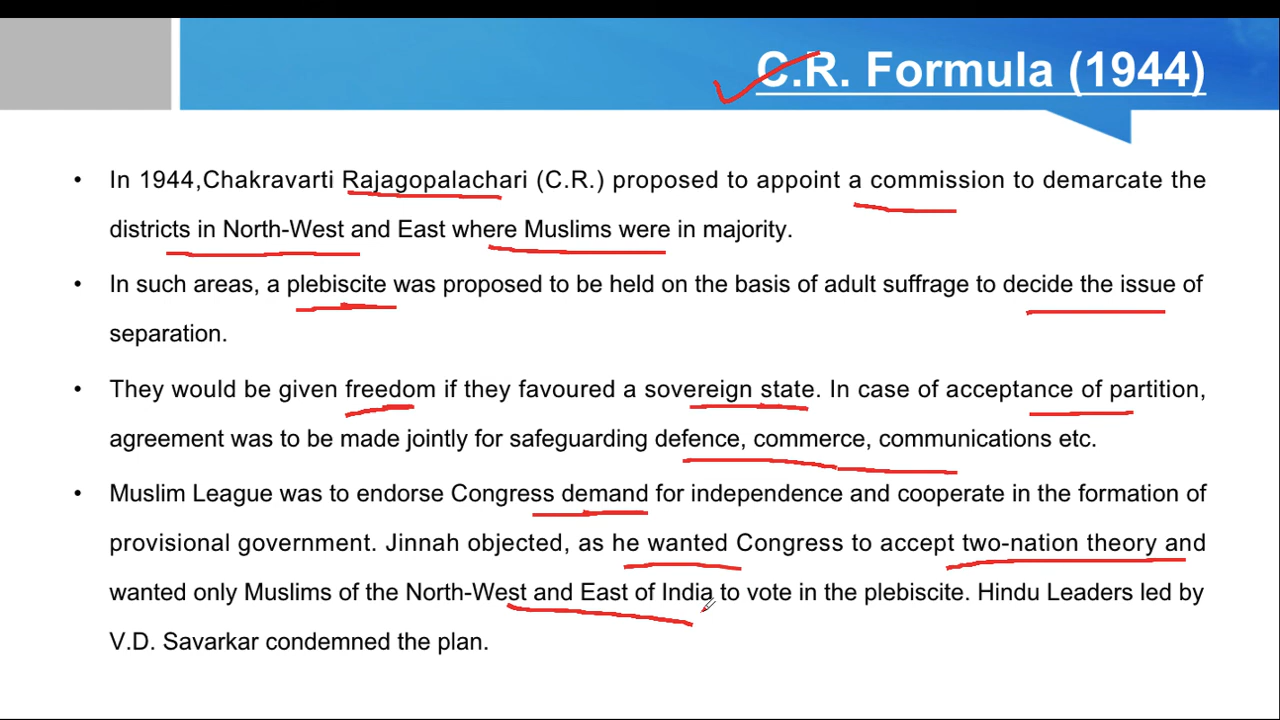 C.R. Formula (1944)
• In 1944,Chakravarti Rajagopalachari (C.R.) proposed to appoint a commission to demarcate the
districts in North-West and East where Muslims were in majority.
• In such areas, a plebiscite was proposed to be held on the basis of adult suffrage to decide the issue of
separation.
• They would be given freedom if they favoured a sovereign state. In case of acceptance of partition,
agreement was to be made jointly for safeguarding defence, commerce, communications etc.
• Muslim League was to endorse Congress demand for independence and cooperate in the formation of
provisional government. Jinnah objected, as he wanted Congress to accept two-nation theory and
wanted only Muslims of the North-West and East of India to vote in the plebiscite. Hindu Leaders led by
V.D. Savarkar condemned the plan.